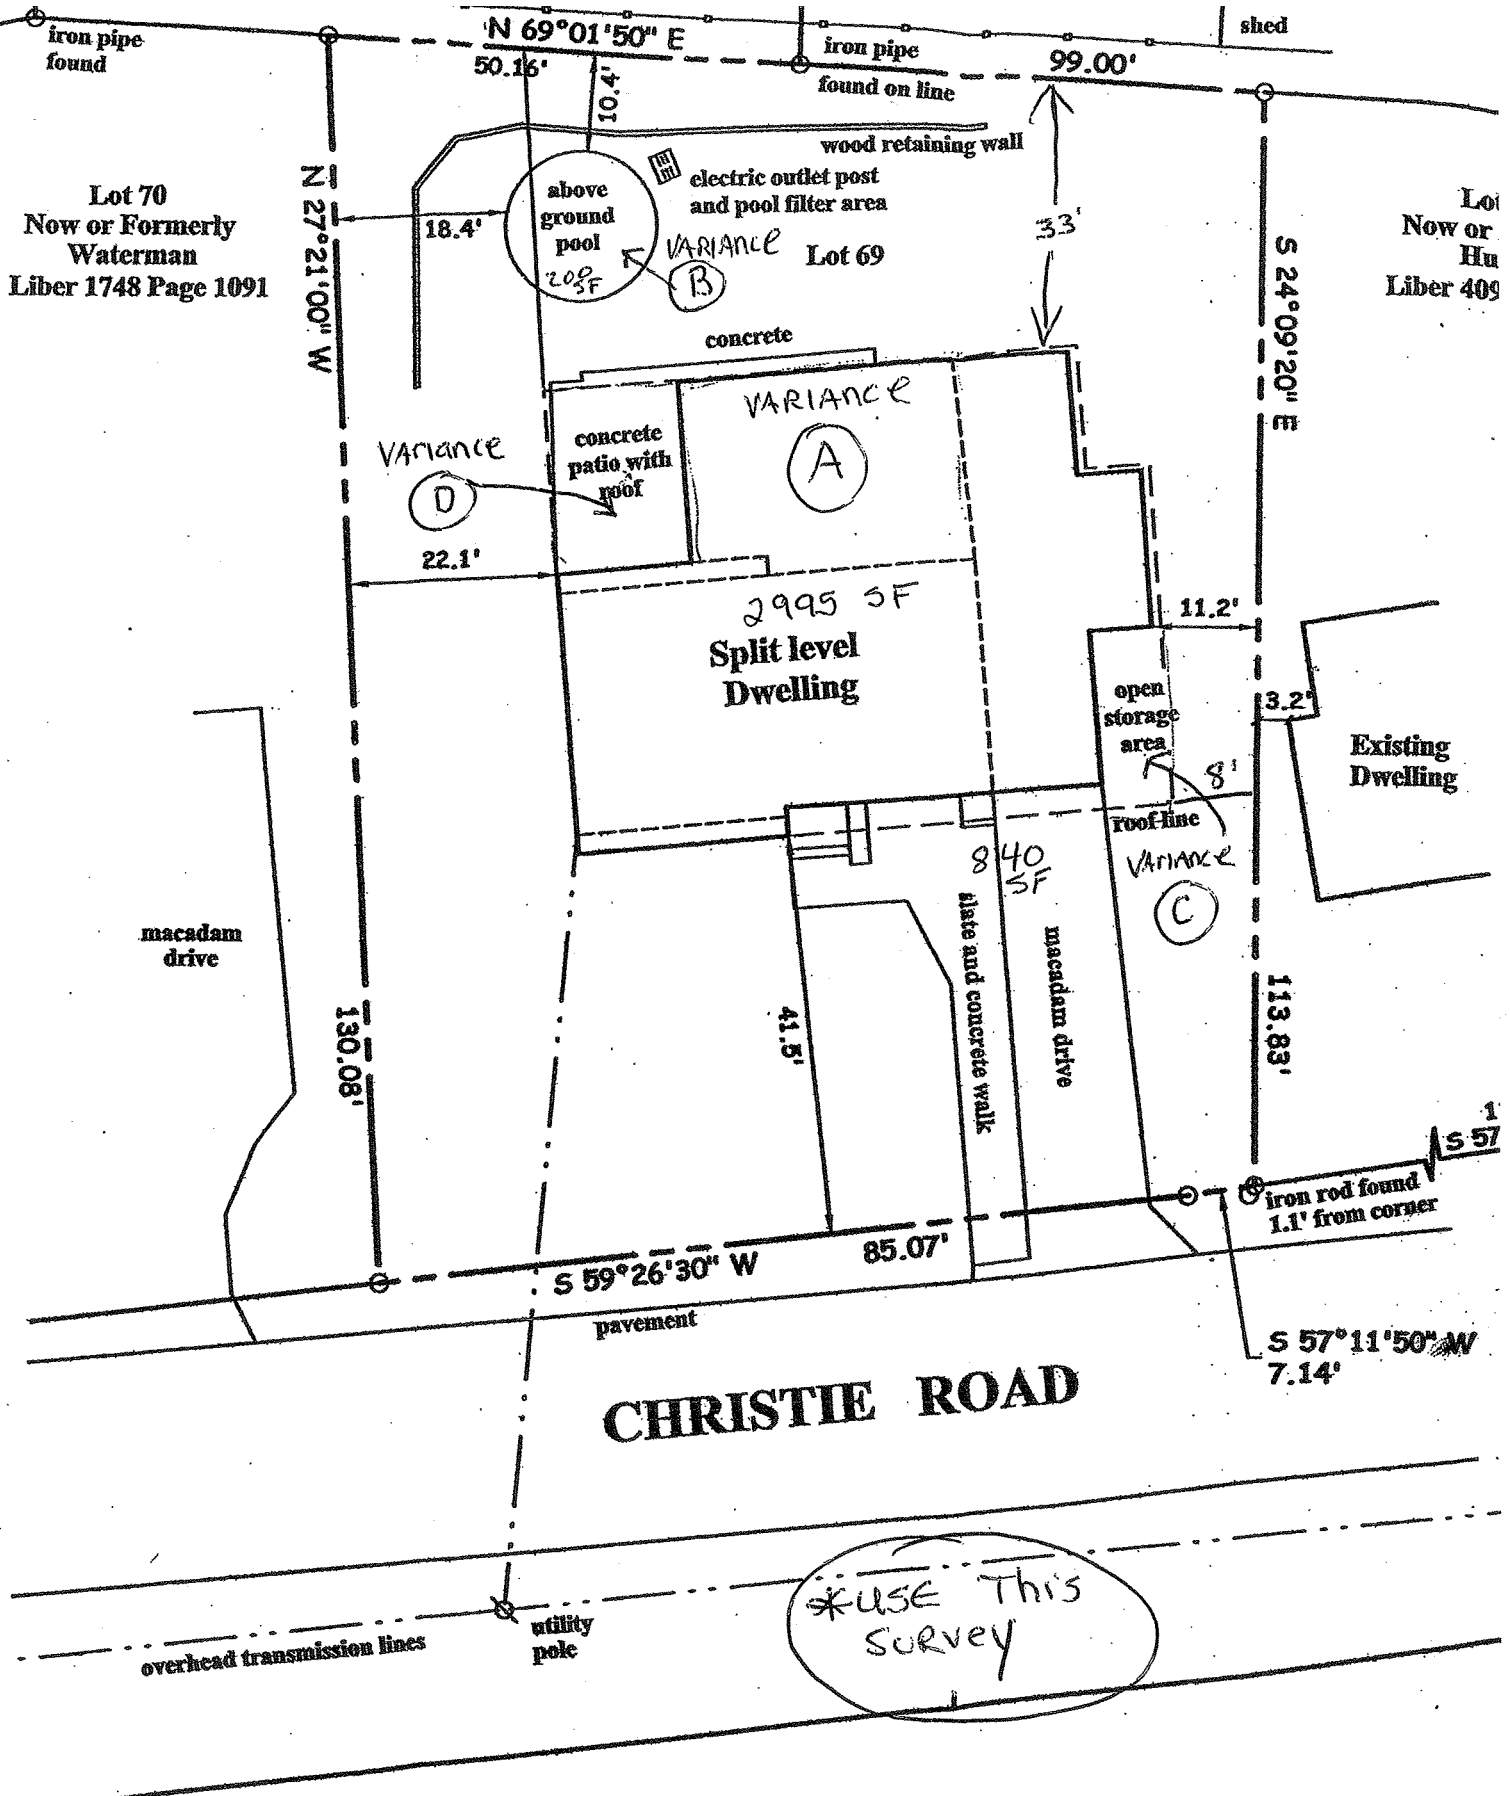 iron pipe
found
N 69°01'50" E
50.16'
10.4'
iron pipe
found on line
99.00'
shed
wood retaining wall
Lot 70
Now or Formerly
Waterman
Liber 1748 Page 1091
N 27°21'00" W
18.4'
above
ground
pool
200
SF
electric outlet post
and pool filter area
VARIANCE
B
Lot 69
33'
S 24°09'20" E
Lot
Now or
Hu
Liber 409
concrete
VARIANCE
A
VARIANCE
D
concrete
patio with
roof
22.1'
2995 SF
Split level
Dwelling
11.2'
open
storage
area
3.2'
8'
roof line
Existing
Dwelling
VARIANCE
C
840
SF
macadam
drive
slate and concrete walk
macadam drive
41.5'
130.08'
113.83'
S 59°26'30" W
85.07'
pavement
iron rod found
1.1' from corner
1
S 57
S 57°11'50" W
7.14'
CHRISTIE ROAD
utility
pole
overhead transmission lines
*USE This
Survey